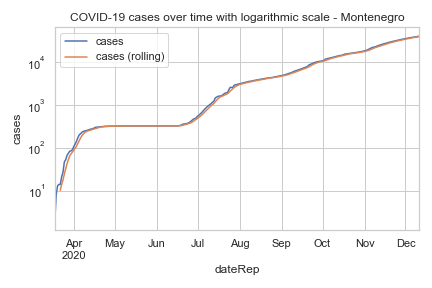 COVID-19 cases over time with logarithmic scale - Montenegro
cases
cases (rolling)
10^4
10^3
10^2
10^1
cases
Apr May Jun Jul Aug Sep Oct Nov Dec
2020
dateRep